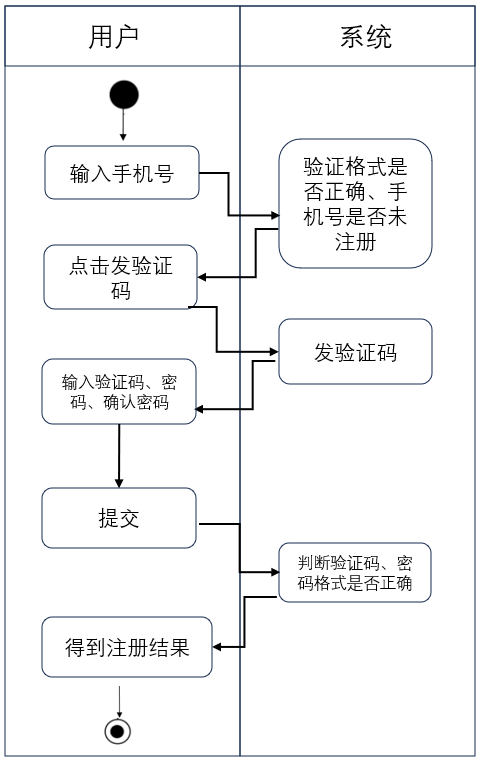 用户
系统
输入手机号
验证格式是
否正确、手
机号是否未
注册
点击发验证
码
发验证码
输入验证码、密
码、确认密码
提交
判断验证码、密
码格式是否正确
得到注册结果